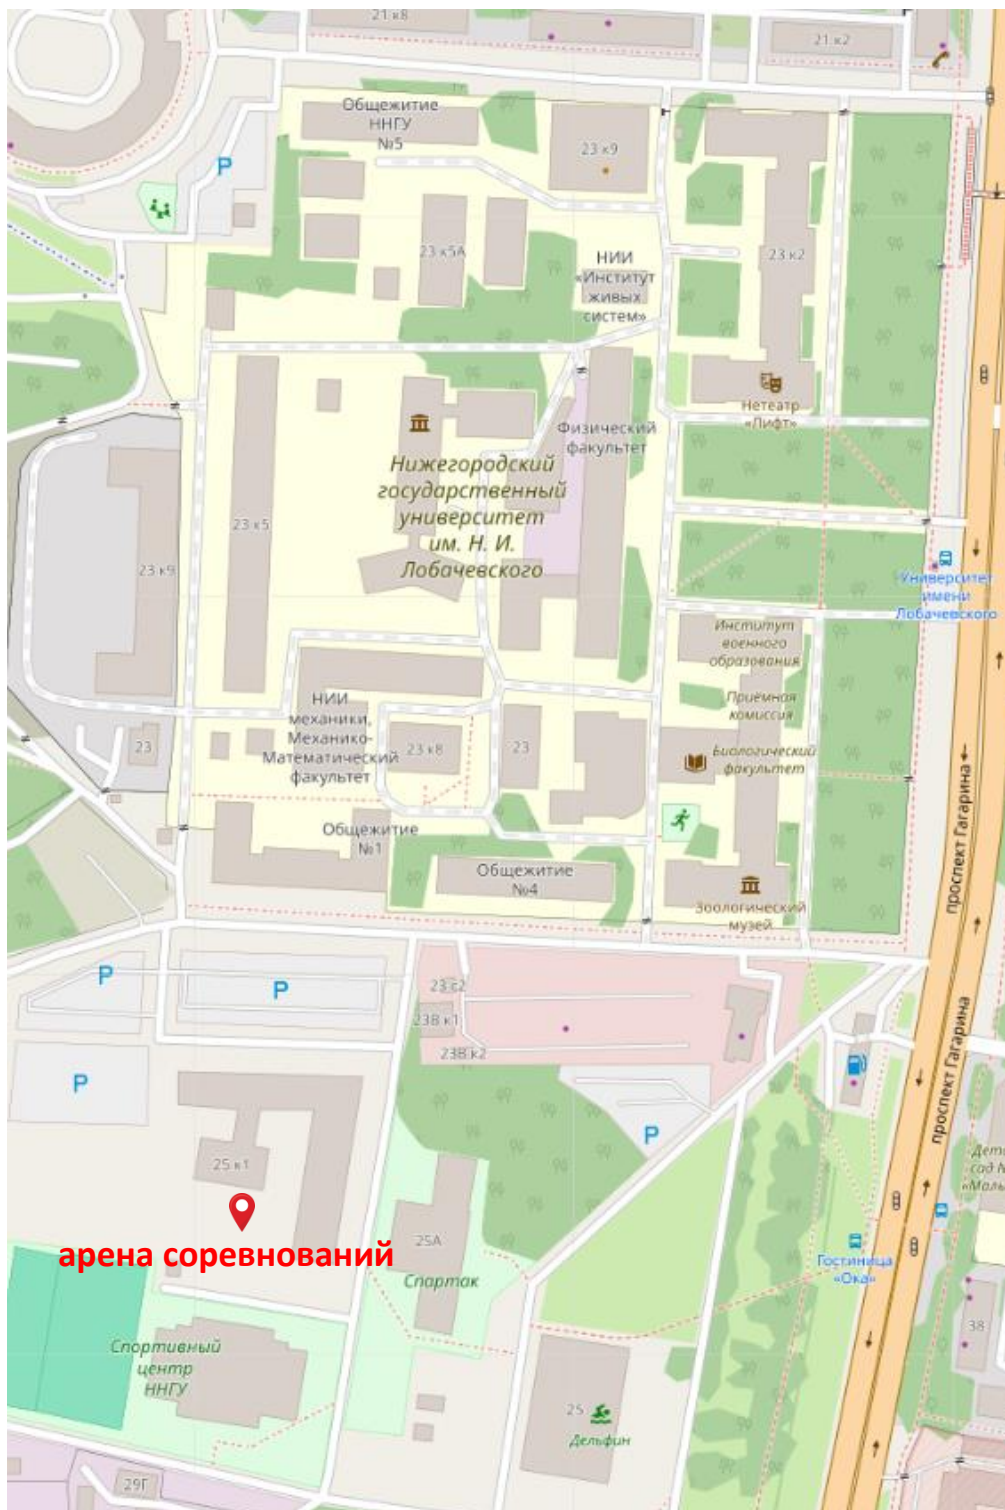 21 к8
21 к2
Общежитие
ННГУ
№5
23 к9
P
23 к5А
НИИ
«Институт
живых
систем»
23 к2
Нетеатр
«Лифт»
Физический
факультет
Нижегородский
государственный
университет
им. Н. И.
Лобачевского
23 к5
23 к9
Университет
имени
Лобачевского
Институт
военного
образования
Приёмная
комиссия
НИИ
механики,
Механико-
Математический
факультет
23 к8
23
23
Биологический
факультет
проспект Гагарина
Общежитие
№1
Общежитие
№4
Зоологический
музей
P
P
23 с2
23В к1
23В к2
проспект Гагарина
P
P
25 к1
арена соревнований
25А
Спартак
Гостиница
«Ока»
Спортивный
центр
ННГУ
38
25
Дельфин
29Г